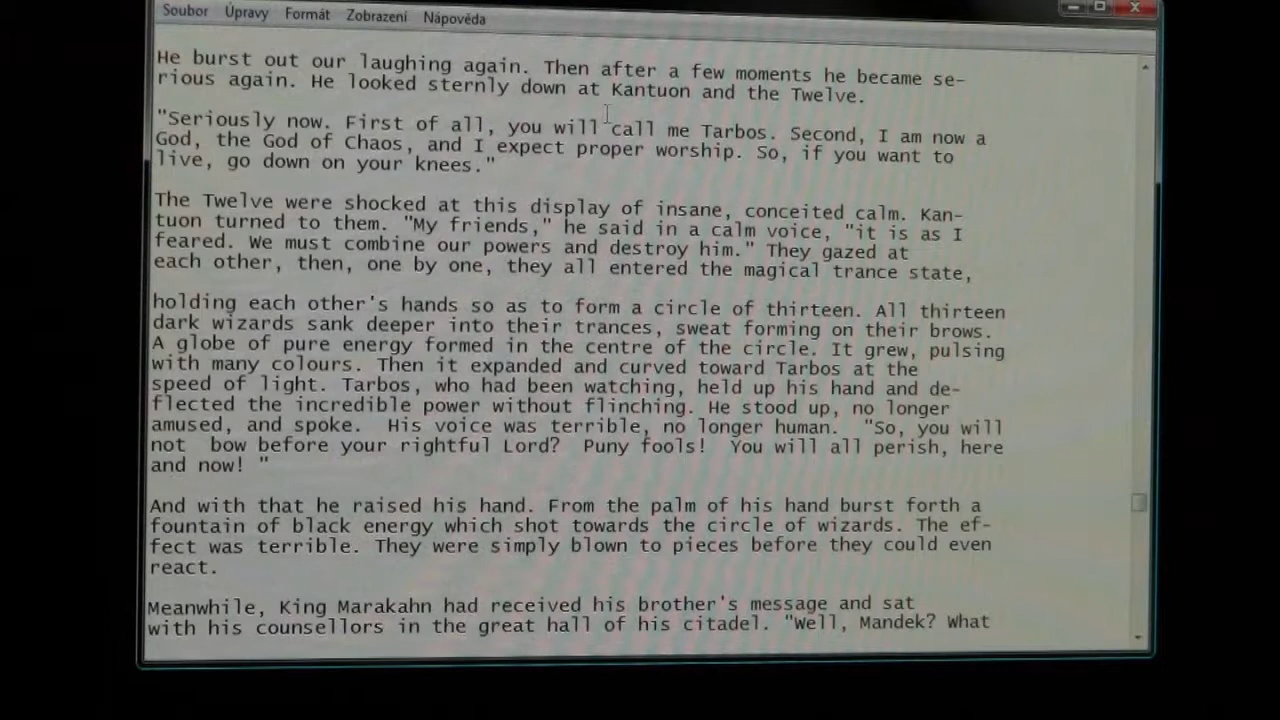 Soubor Úpravy Formát Zobrazení Nápověda
He burst out our laughing again. Then after a few moments he became se-
rious again. He looked sternly down at Kantuon and the Twelve.
"Seriously now. First of all, you will call me Tarbos. Second, I am now a
God, the God of Chaos, and I expect proper worship. So, if you want to
live, go down on your knees."
The Twelve were shocked at this display of insane, conceited calm. Kan-
tuon turned to them. "My friends," he said in a calm voice, "it is as I
feared. We must combine our powers and destroy him." They gazed at
each other, then, one by one, they all entered the magical trance state,
holding each other's hands so as to form a circle of thirteen. All thirteen
dark wizards sank deeper into their trances, sweat forming on their brows.
A globe of pure energy formed in the centre of the circle. It grew, pulsing
with many colours. Then it expanded and curved toward Tarbos at the
speed of light. Tarbos, who had been watching, held up his hand and de-
flected the incredible power without flinching. He stood up, no longer
amused, and spoke.  His voice was terrible, no longer human.  "So, you will
not  bow before your rightful Lord?  Puny fools!  You will all perish, here
and now! "
And with that he raised his hand. From the palm of his hand burst forth a
fountain of black energy which shot towards the circle of wizards. The ef-
fect was terrible. They were simply blown to pieces before they could even
react.
Meanwhile, King Marakahn had received his brother's message and sat
with his counsellors in the great hall of his citadel. "Well, Mandek? What